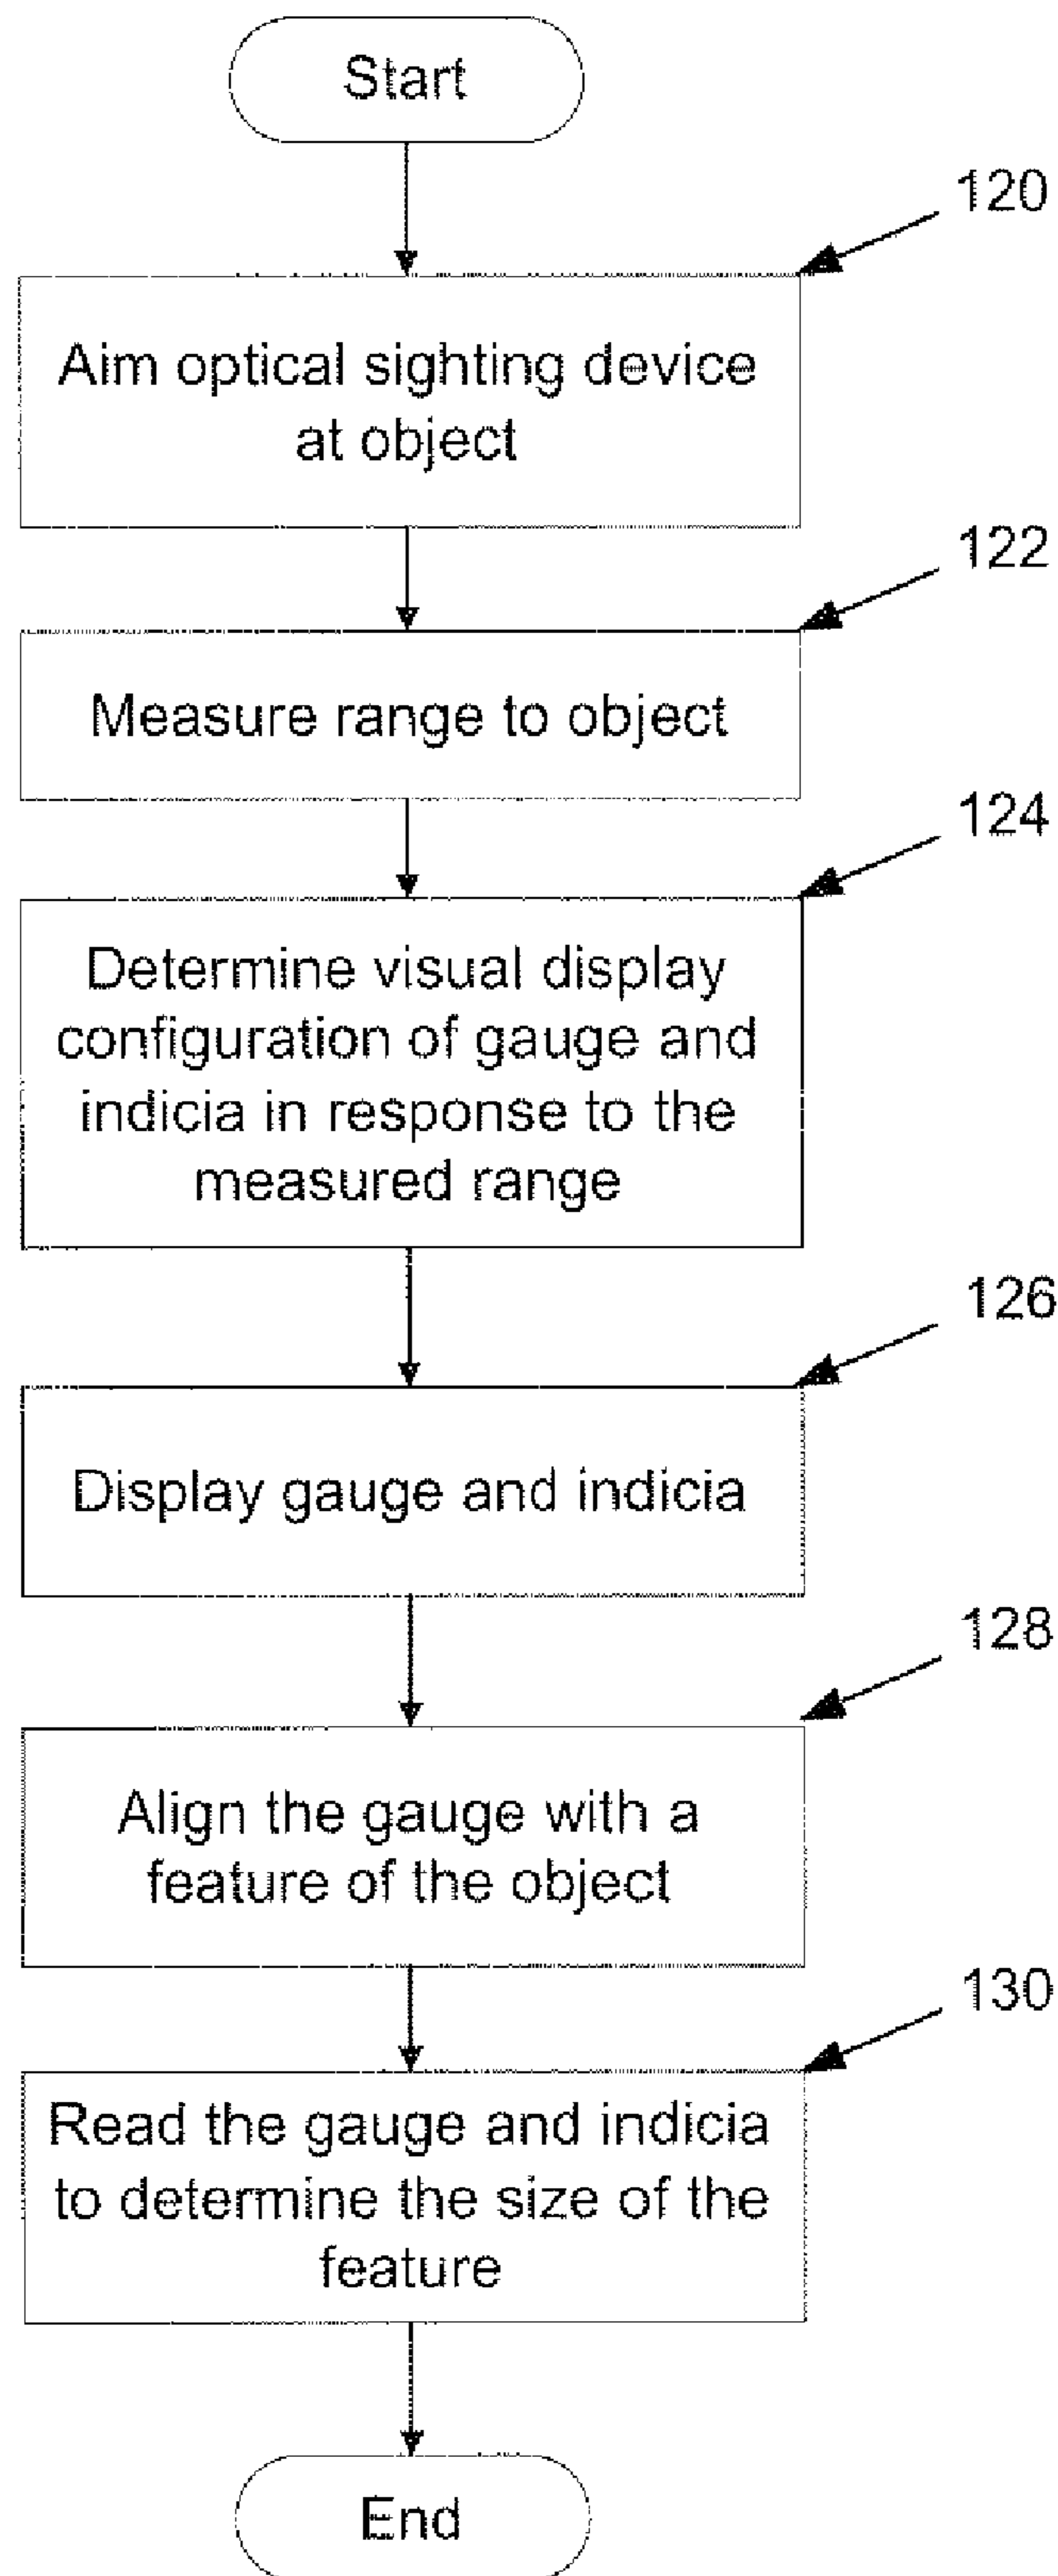 Start
120
Aim optical sighting device
at object
122
Measure range to object
124
Determine visual display
configuration of gauge and
indicia in response to the
measured range
126
Display gauge and indicia
128
Align the gauge with a
feature of the object
130
Read the gauge and indicia
to determine the size of the
feature
End